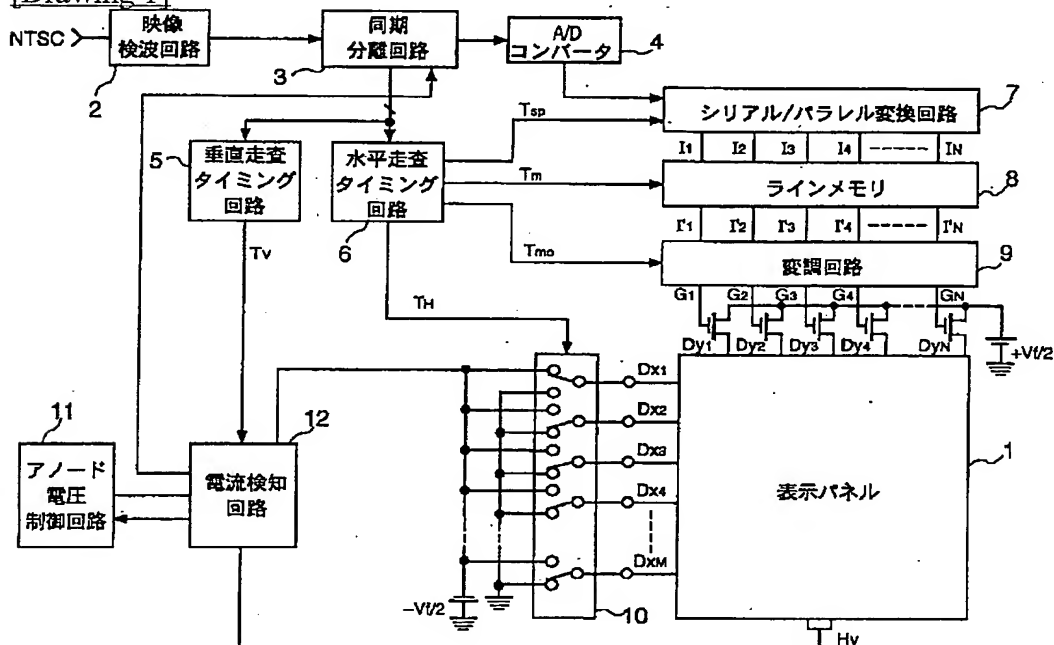 [Drawing 1]
NTSC
映像
検波回路
2
同期
分離回路
3
A/D
コンバータ
4
シリアル/パラレル変換回路
7
Tsp
I1 I2 I3 I4 IN
5
垂直走査
タイミング
回路
水平走査
タイミング
回路
6
Tm
ラインメモリ
8
I'1 I'2 I'3 I'4 I'N
Tv
Tmo
変調回路
9
TH
G1 G2 G3 G4 GN
Dy1 Dy2 Dy3 Dy4 DyN
+Vf/2
Dx1
Dx2
Dx3
Dx4
DxM
11
アノード
電圧
制御回路
12
電流検知
回路
表示パネル
1
-Vf/2
10
Hv